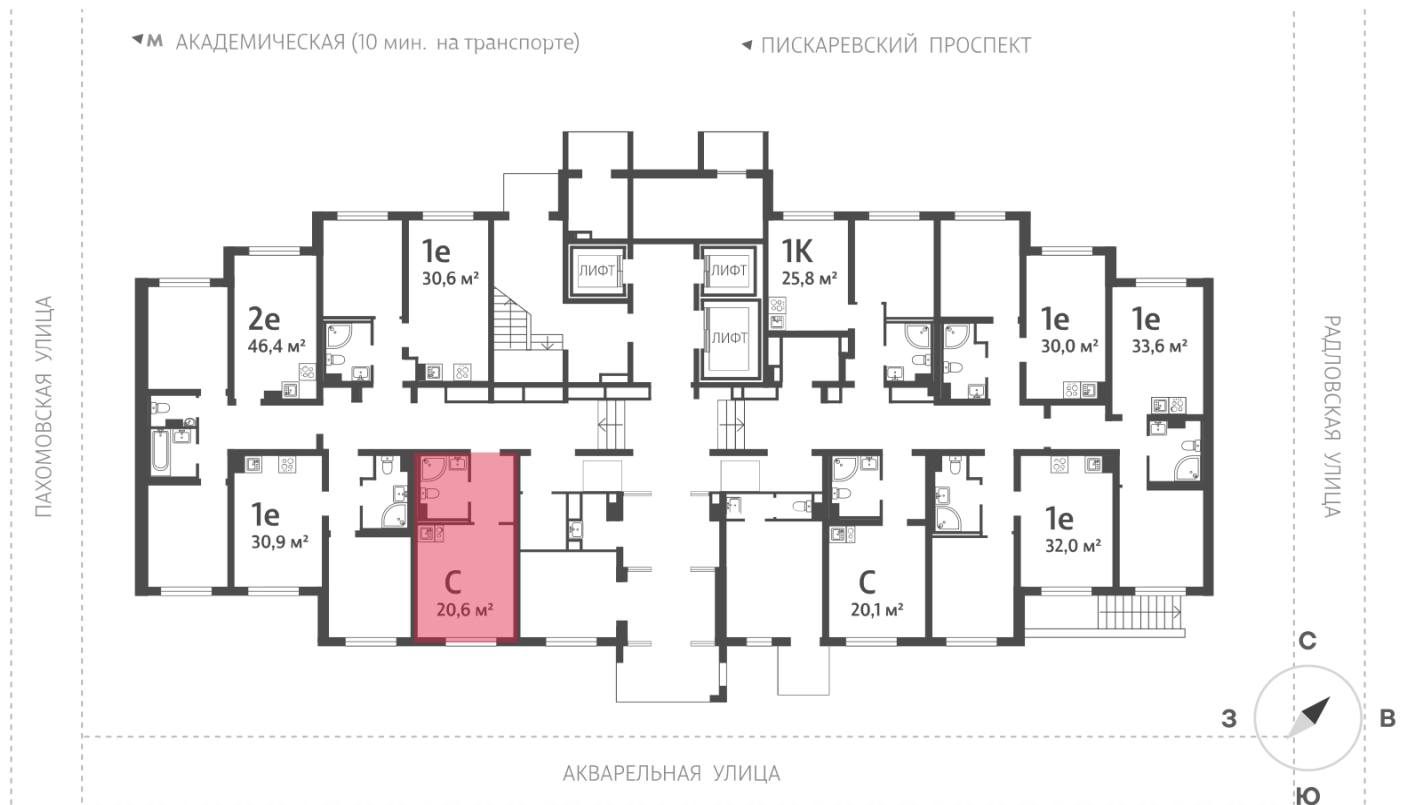 М АКАДЕМИЧЕСКАЯ (10 мин. на транспорте)
ПИСКАРЕВСКИЙ ПРОСПЕКТ
ПАХОМОВСКАЯ УЛИЦА
2е
46,4 м²
1е
30,6 м²
ЛИФТ
ЛИФТ
ЛИФТ
1К
25,8 м²
1е
30,0 м²
1е
33,6 м²
РАДЛОВСКАЯ УЛИЦА
1е
30,9 м²
С
20,6 м²
С
20,1 м²
1е
32,0 м²
С
З
В
Ю
АКВАРЕЛЬНАЯ УЛИЦА